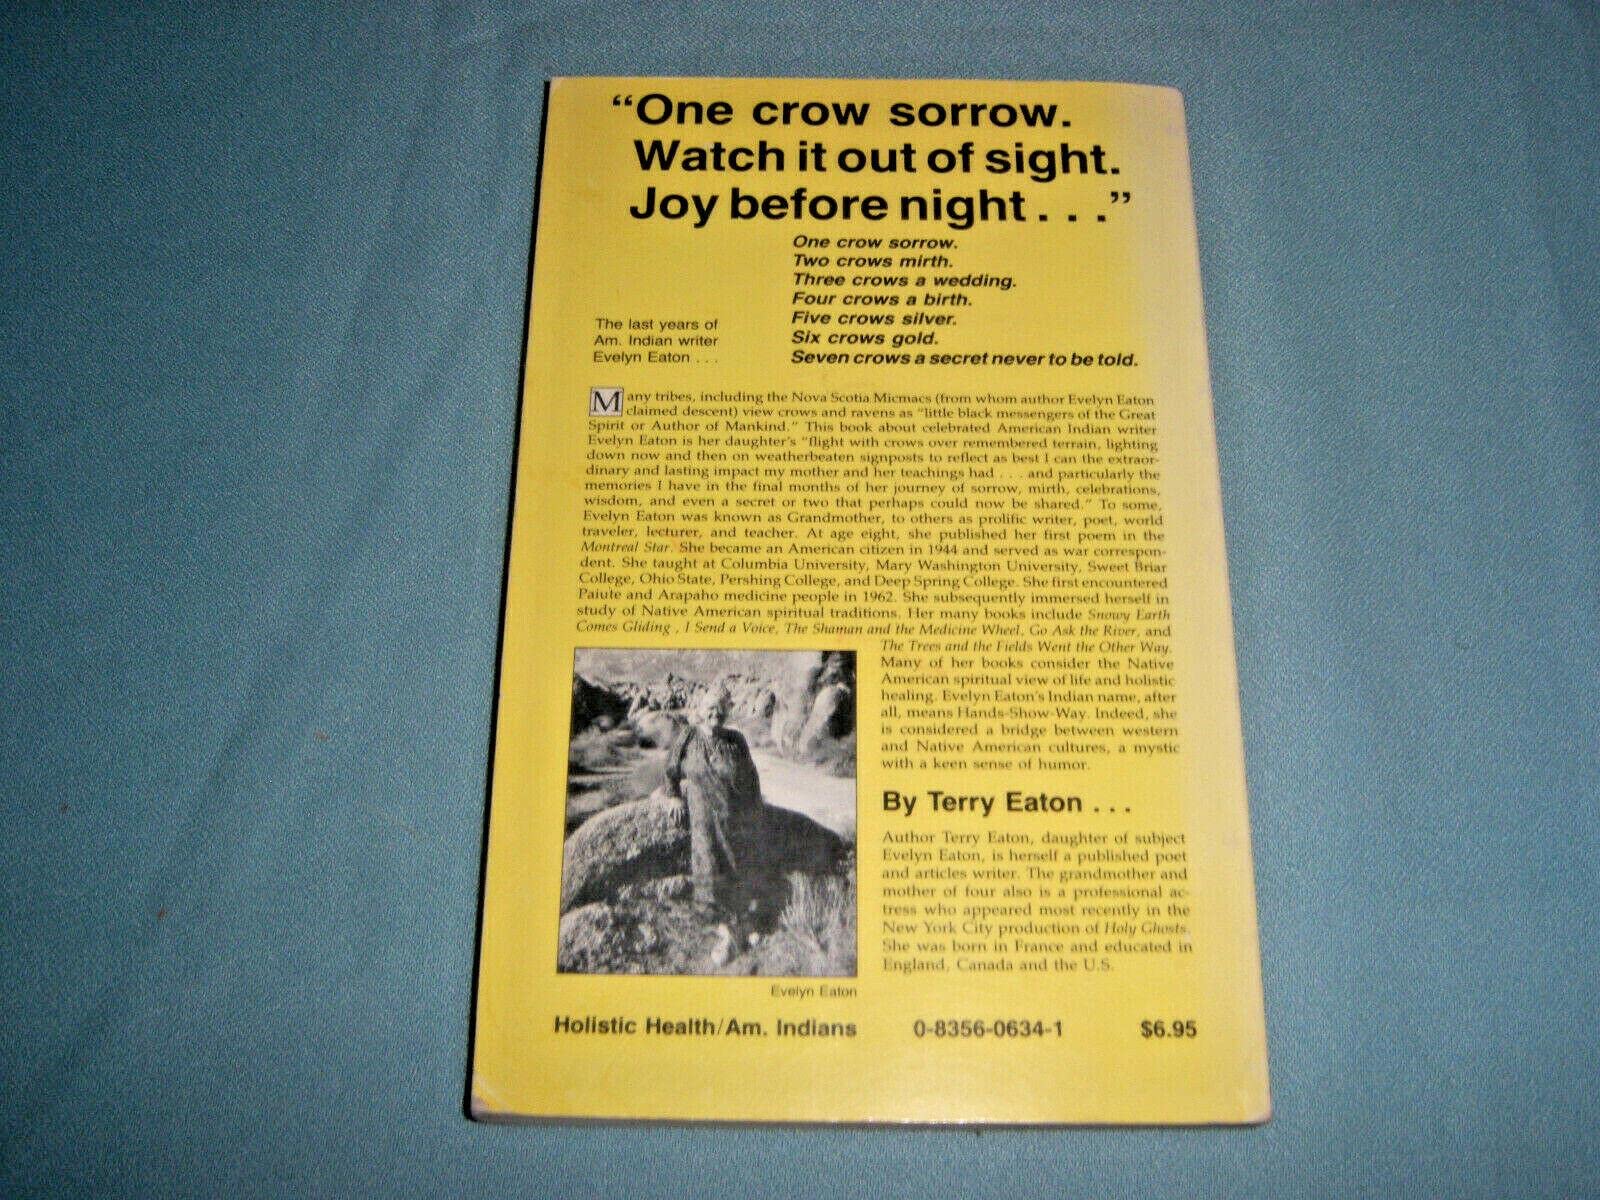 “One crow sorrow.
Watch it out of sight.
Joy before night . . .”
One crow sorrow.
Two crows mirth.
Three crows a wedding.
Four crows a birth.
Five crows silver.
Six crows gold.
Seven crows a secret never to be told.
The last years of
Am. Indian writer
Evelyn Eaton . . .
Many tribes, including the Nova Scotia Micmacs (from whom author Evelyn Eaton
claimed descent) view crows and ravens as “little black messengers of the Great
Spirit or Author of Mankind.” This book about celebrated American Indian writer
Evelyn Eaton is her daughter's “flight with crows over remembered terrain, lighting
down now and then on weatherbeaten signposts to reflect as best I can the extraor-
dinary and lasting impact my mother and her teachings had . . . and particularly the
memories I have in the final months of her journey of sorrow, mirth, celebrations,
wisdom, and even a secret or two that perhaps could now be shared.” To some,
Evelyn Eaton was known as Grandmother, to others as prolific writer, poet, world
traveler, lecturer, and teacher. At age eight, she published her first poem in the
Montreal Star. She became an American citizen in 1944 and served as war correspon-
dent. She taught at Columbia University, Mary Washington University, Sweet Briar
College, Ohio State, Pershing College, and Deep Spring College. She first encountered
Paiute and Arapaho medicine people in 1962. She subsequently immersed herself in
study of Native American spiritual traditions. Her many books include Snowy Earth
Comes Gliding , I Send a Voice, The Shaman and the Medicine Wheel, Go Ask the River, and
The Trees and the Fields Went the Other Way.
Many of her books consider the Native
American spiritual view of life and holistic
healing. Evelyn Eaton's Indian name, after
all, means Hands-Show-Way. Indeed, she
is considered a bridge between western
and Native American cultures, a mystic
with a keen sense of humor.
By Terry Eaton . . .
Author Terry Eaton, daughter of subject
Evelyn Eaton, is herself a published poet
and articles writer. The grandmother and
mother of four also is a professional ac-
tress who appeared most recently in the
New York City production of Holy Ghosts.
She was born in France and educated in
England, Canada and the U.S.
Evelyn Eaton
Holistic Health/Am. Indians 0-8356-0634-1 $6.95